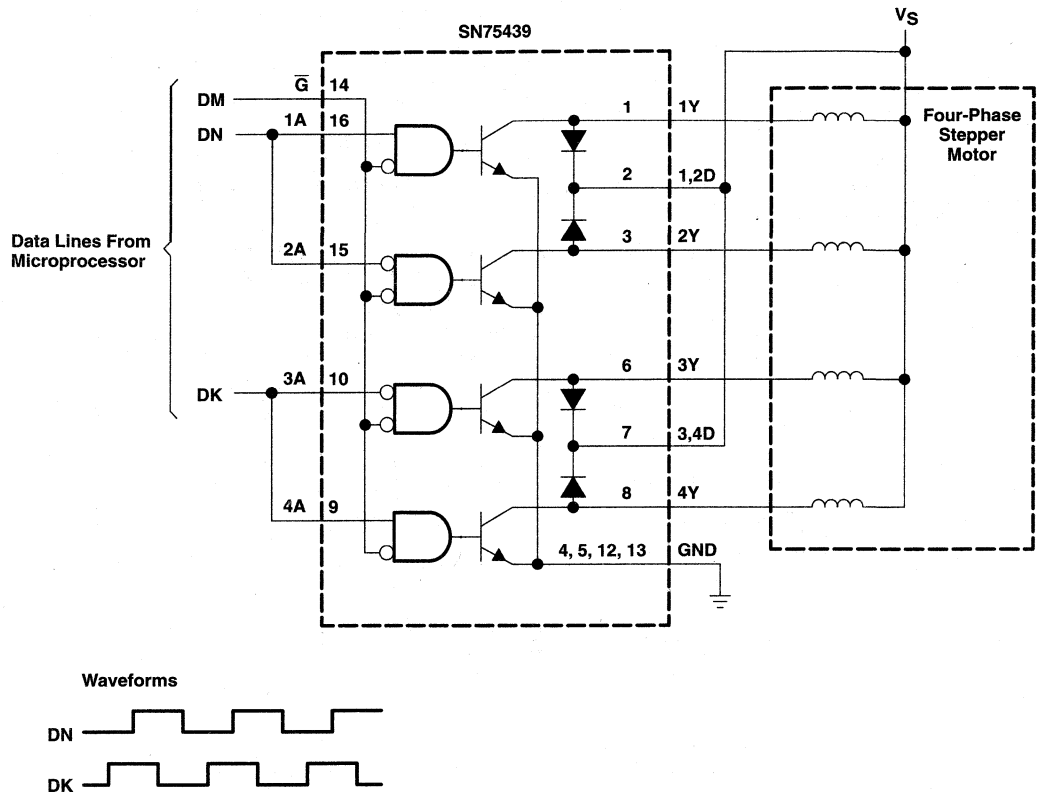 V_S
SN75439
DM
G̅ 14
DN
1A 16
1 1Y
Four-Phase
Stepper
Motor
2 1,2D
Data Lines From
Microprocessor
2A 15
3 2Y
DK
3A 10
6 3Y
7 3,4D
4A 9
8 4Y
4, 5, 12, 13 GND
Waveforms
DN
DK